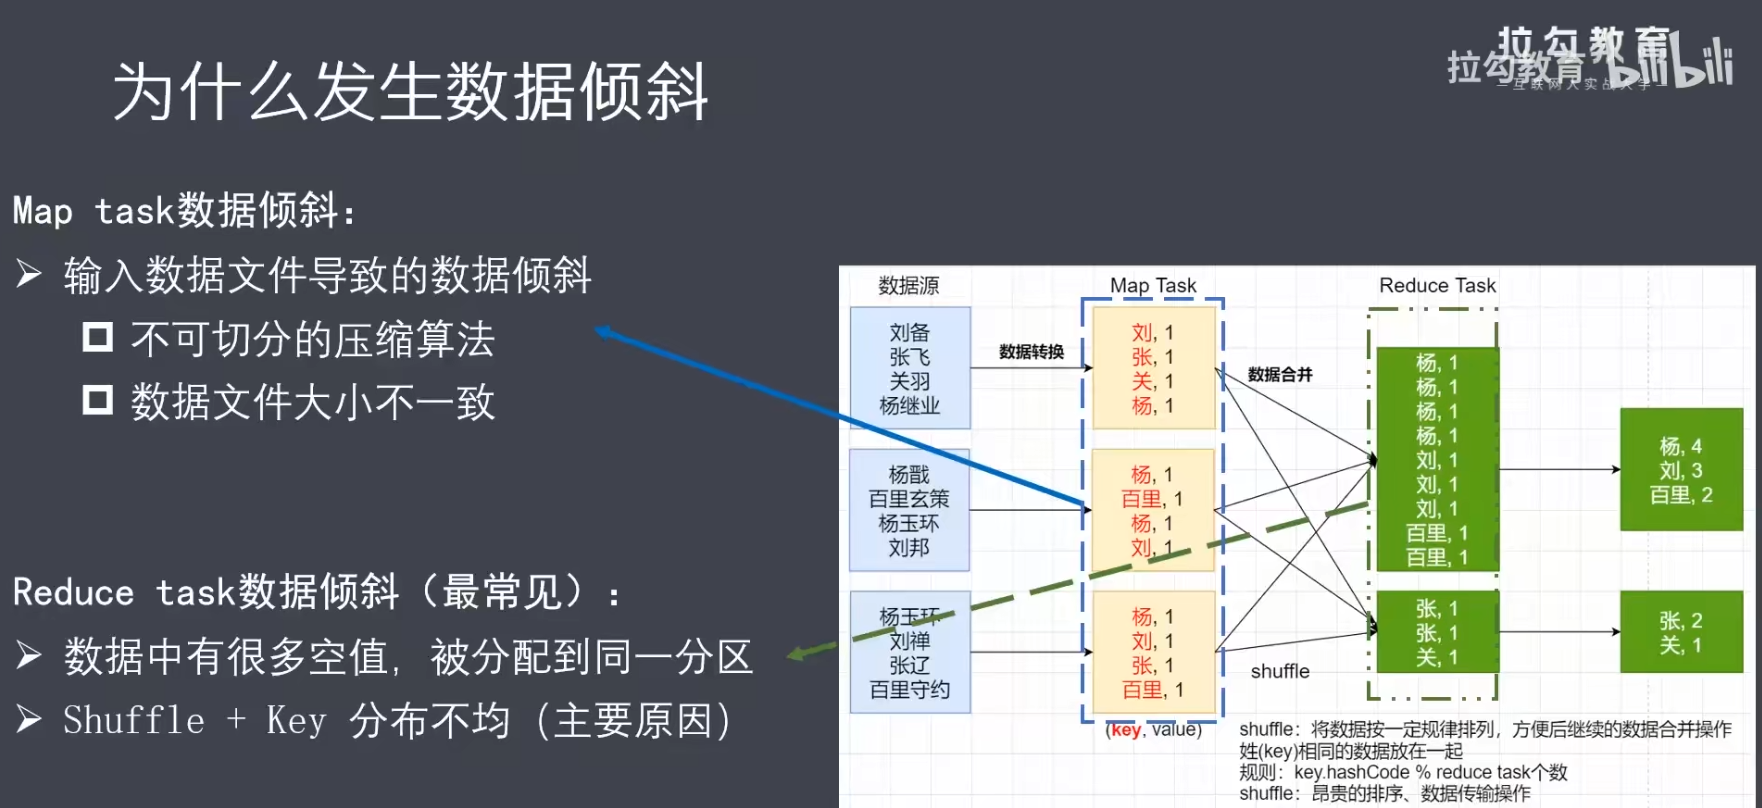 为什么发生数据倾斜
拉勾教育
拉勾教育
bilibili
—互联网人实战大学—
Map task数据倾斜：
➢ 输入数据文件导致的数据倾斜
不可切分的压缩算法
数据文件大小不一致
Reduce task数据倾斜（最常见）：
➢ 数据中有很多空值，被分配到同一分区
➢ Shuffle + Key 分布不均（主要原因）
数据源
刘备
张飞
关羽
杨继业
杨戬
百里玄策
杨玉环
刘邦
杨玉环
刘禅
张辽
百里守约
数据转换
Map Task
刘, 1
张, 1
关, 1
杨, 1
杨, 1
百里, 1
杨, 1
刘, 1
杨, 1
刘, 1
张, 1
百里, 1
(key, value)
数据合并
shuffle
Reduce Task
杨, 1
杨, 1
杨, 1
杨, 1
刘, 1
刘, 1
刘, 1
百里, 1
百里, 1
张, 1
张, 1
关, 1
杨, 4
刘, 3
百里, 2
张, 2
关, 1
shuffle：将数据按一定规律排列，方便后继续的数据合并操作
姓(key)相同的数据放在一起
规则：key.hashCode % reduce task个数
shuffle：昂贵的排序、数据传输操作